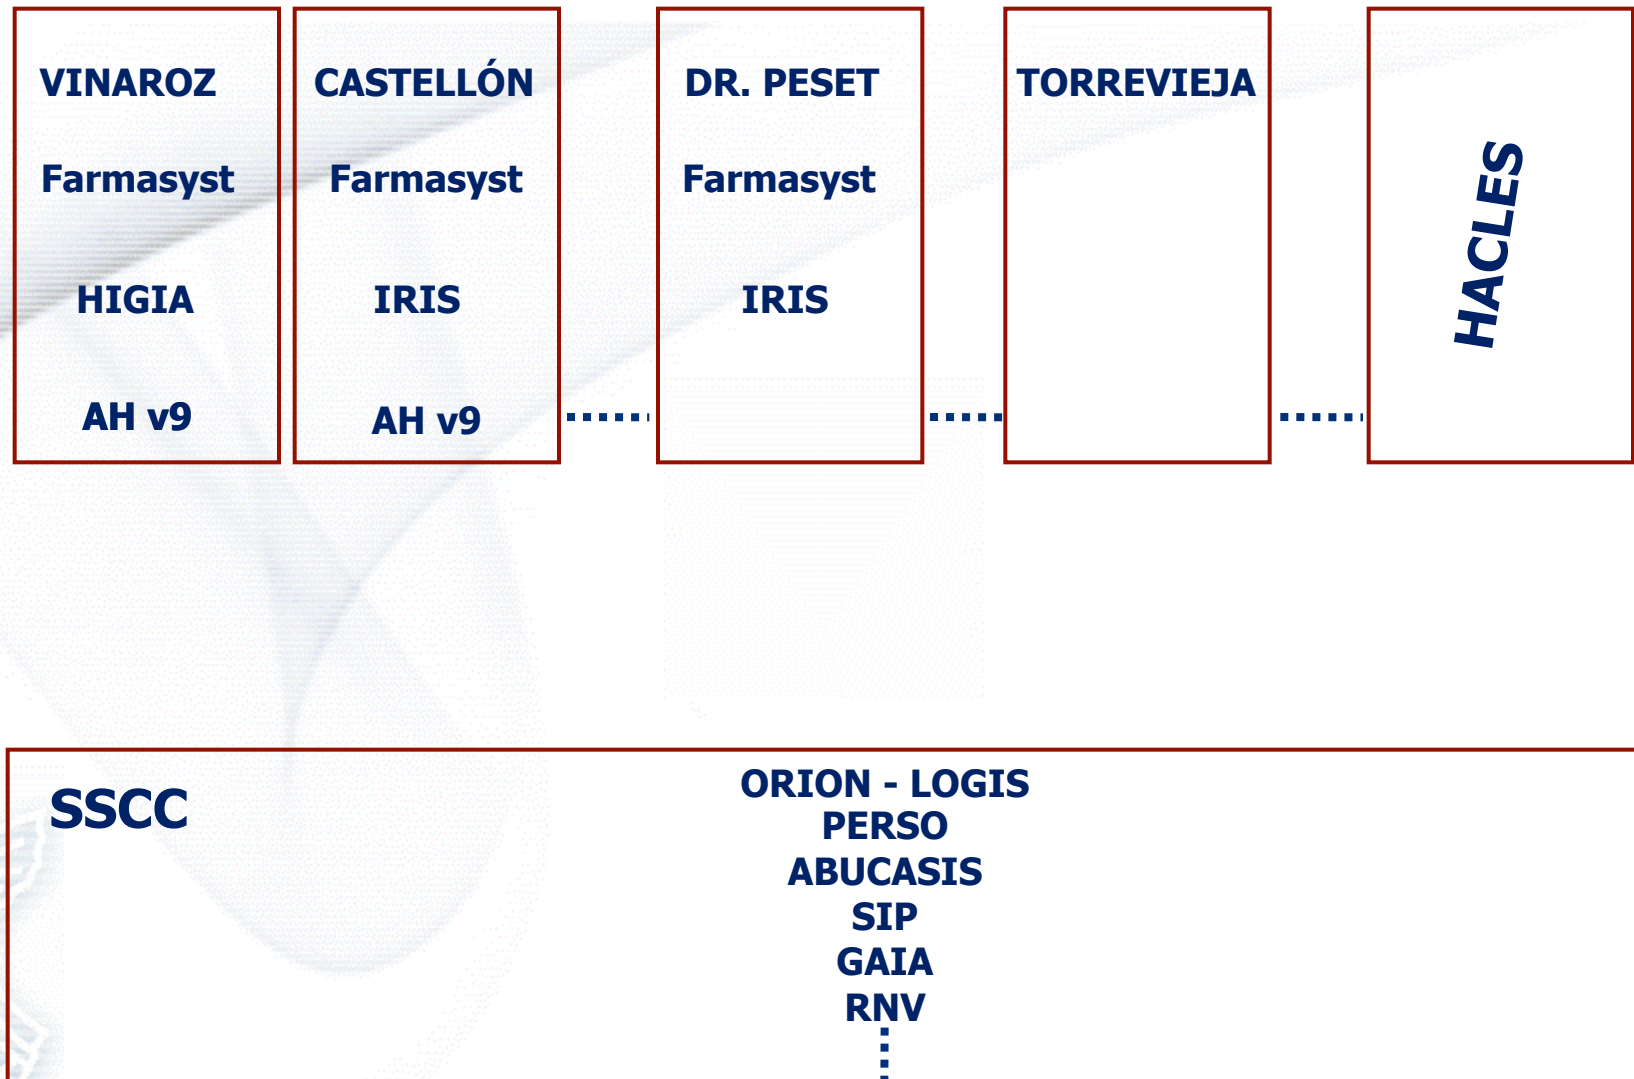 VINAROZ
Farmasyst
HIGIA
AH v9
CASTELLÓN
Farmasyst
IRIS
AH v9
DR. PESET
Farmasyst
IRIS
TORREVIEJA
HACLES
SSCC
ORION - LOGIS
PERSO
ABUCASIS
SIP
GAIA
RNV